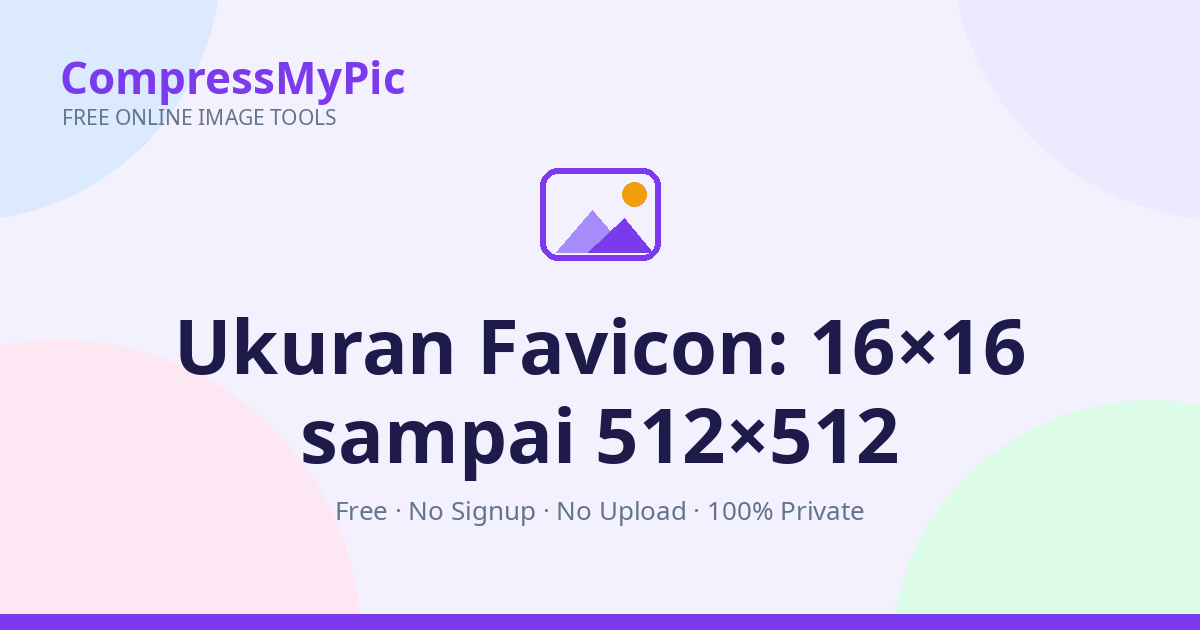 CompressMyPic
FREE ONLINE IMAGE TOOLS
Ukuran Favicon: 16×16
sampai 512×512
Free · No Signup · No Upload · 100% Private